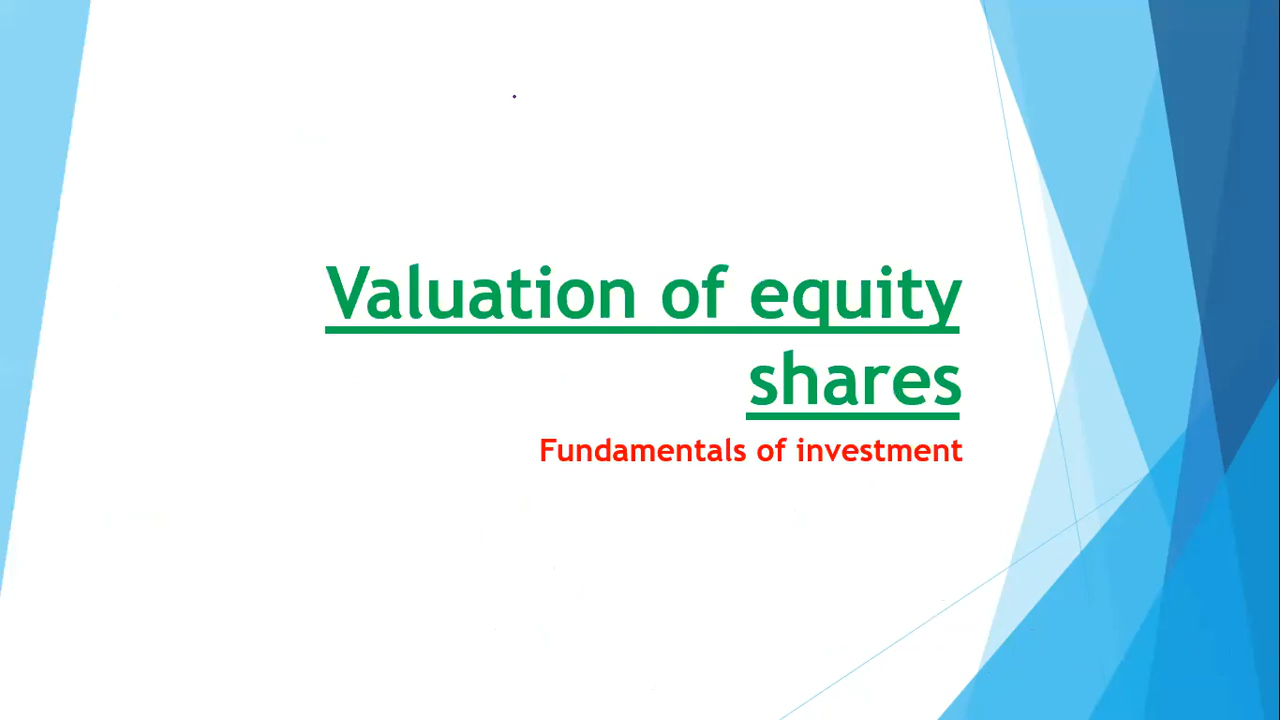 Valuation of equity
shares
Fundamentals of investment